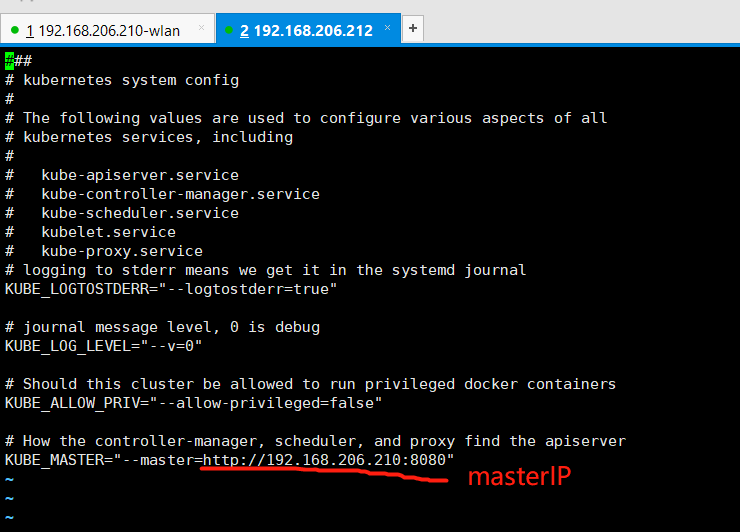 1 192.168.206.210-wlan × 2 192.168.206.212 × +
###
# kubernetes system config
#
# The following values are used to configure various aspects of all
# kubernetes services, including
#
#   kube-apiserver.service
#   kube-controller-manager.service
#   kube-scheduler.service
#   kubelet.service
#   kube-proxy.service
# logging to stderr means we get it in the systemd journal
KUBE_LOGTOSTDERR="--logtostderr=true"

# journal message level, 0 is debug
KUBE_LOG_LEVEL="--v=0"

# Should this cluster be allowed to run privileged docker containers
KUBE_ALLOW_PRIV="--allow-privileged=false"

# How the controller-manager, scheduler, and proxy find the apiserver
KUBE_MASTER="--master=http://192.168.206.210:8080"
masterIP
~
~
~